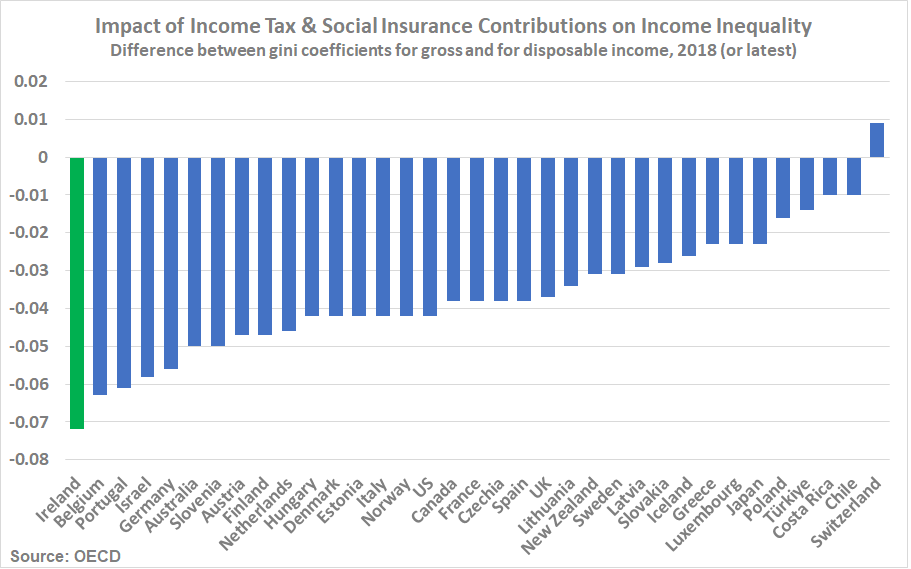 Impact of Income Tax & Social Insurance Contributions on Income Inequality
Difference between gini coefficients for gross and for disposable income, 2018 (or latest)
0.02
0.01
0
-0.01
-0.02
-0.03
-0.04
-0.05
-0.06
-0.07
-0.08
Ireland
Belgium
Portugal
Israel
Germany
Australia
Slovenia
Austria
Finland
Netherlands
Hungary
Denmark
Estonia
Italy
Norway
US
Canada
France
Czechia
Spain
UK
Lithuania
New Zealand
Sweden
Latvia
Slovakia
Iceland
Greece
Luxembourg
Japan
Poland
Türkiye
Costa Rica
Chile
Switzerland
Source: OECD